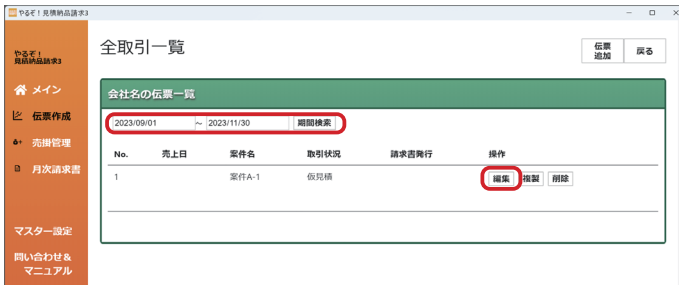 やるぞ！見積納品請求3
やるぞ！
見積納品請求3
全取引一覧
伝票
追加
戻る
メイン
伝票作成
売掛管理
月次請求書
マスター設定
問い合わせ&
マニュアル
会社名の伝票一覧
2023/09/01 ～ 2023/11/30 期間検索
No. 売上日 案件名 取引状況 請求書発行 操作
1 案件A-1 仮見積 編集 複製 削除